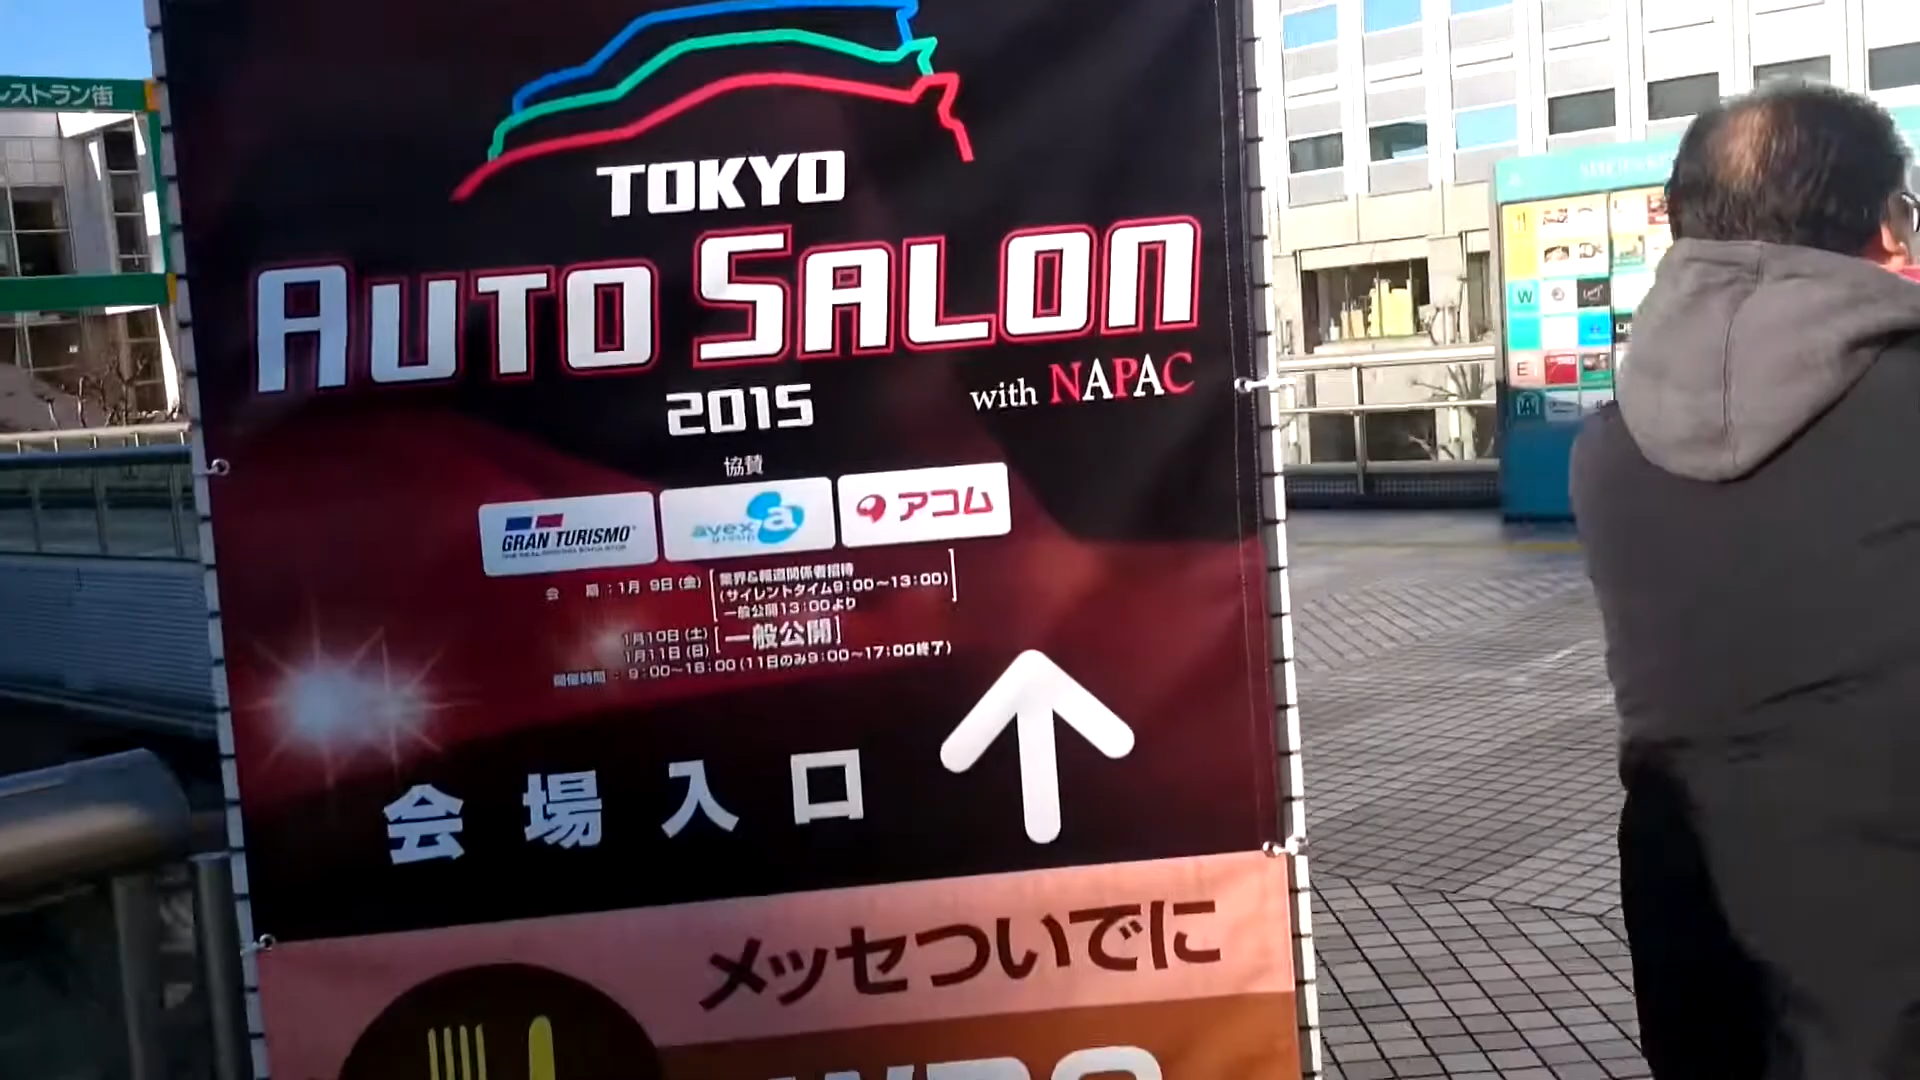 レストラン街
TOKYO
AUTO SALON
2015
with NAPAC
協賛
GRAN TURISMO
THE REAL DRIVING SIMULATOR
avex group
アコム
会 期：1月 9日(金)
業界&報道関係者招待
(サイレントタイム9：00〜13：00)
一般公開13：00より
1月10日(土)
1月11日(日)
[一般公開]
開催時間：9：00〜18：00(11日のみ9：00〜17：00終了)
会場入口
メッセついでに
W
E